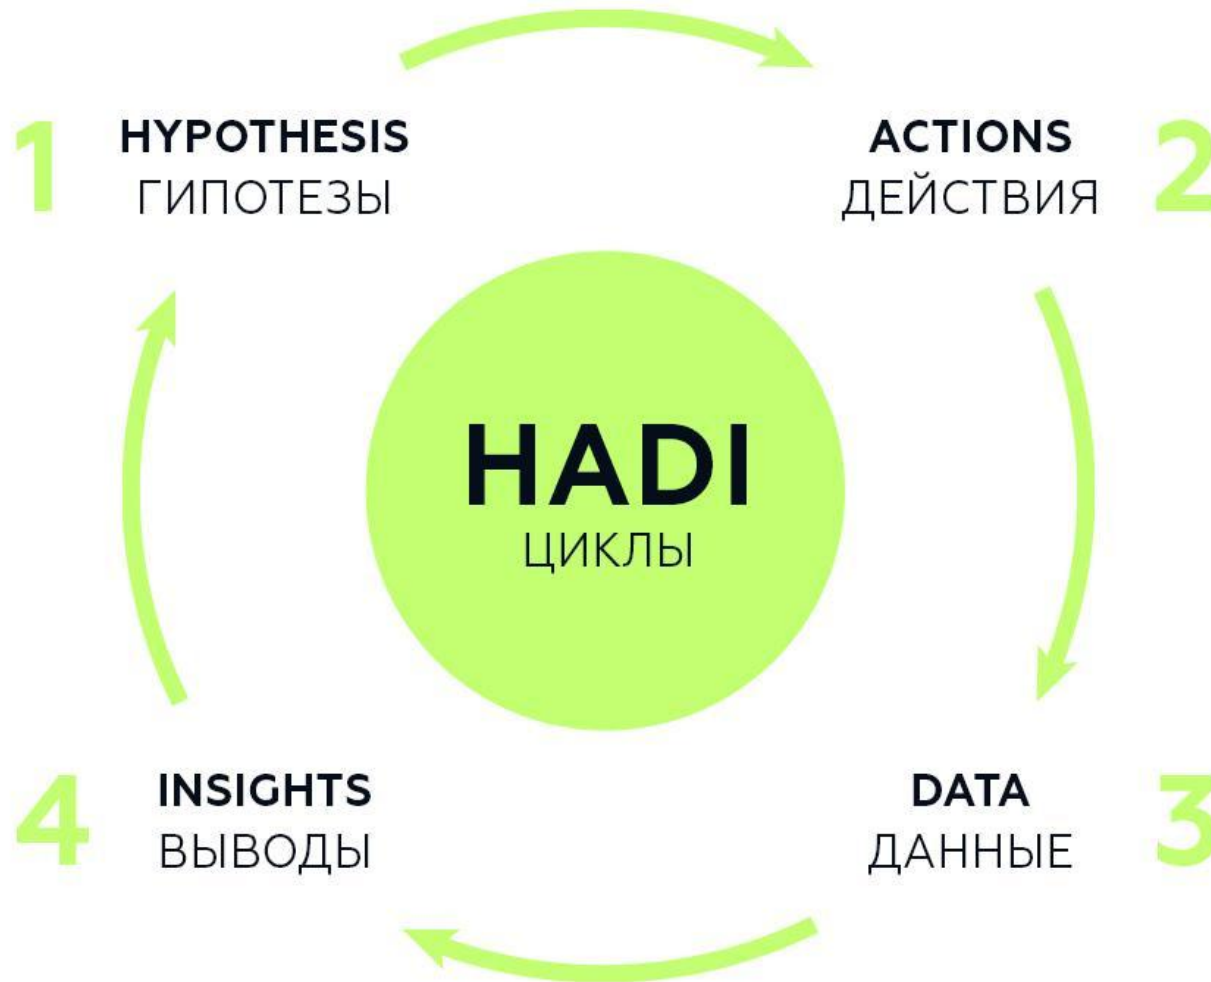 1
HYPOTHESIS
ГИПОТЕЗЫ
ACTIONS
ДЕЙСТВИЯ
2
HADI
ЦИКЛЫ
4
INSIGHTS
ВЫВОДЫ
DATA
ДАННЫЕ
3